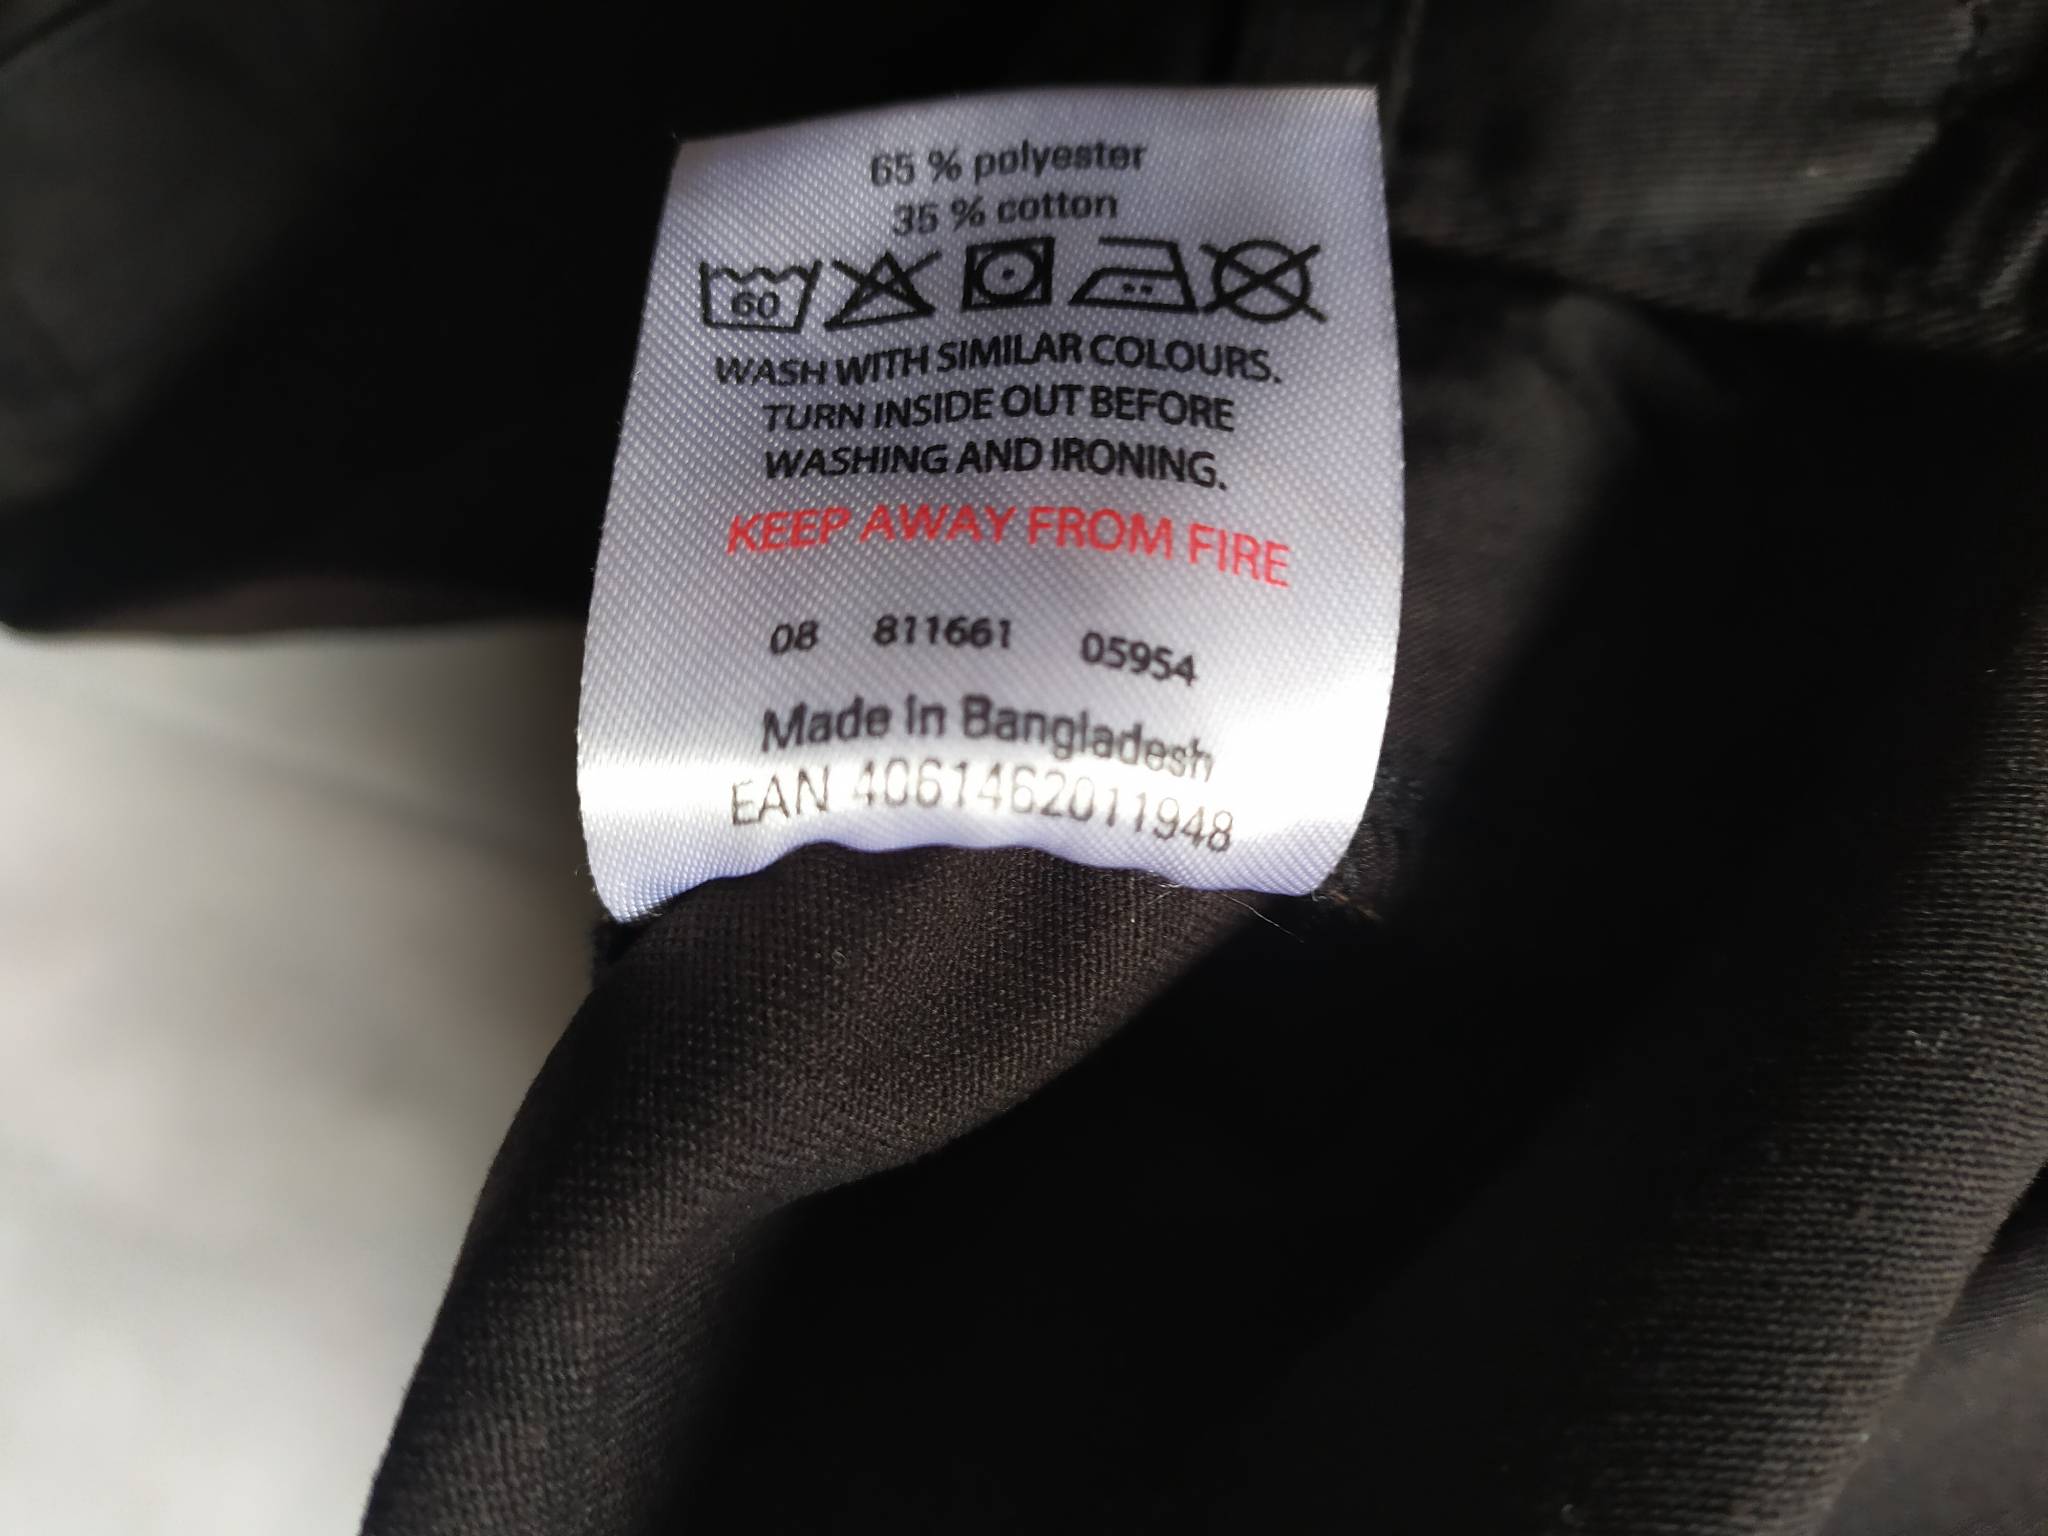 65 % polyester
35 % cotton
60
WASH WITH SIMILAR COLOURS.
TURN INSIDE OUT BEFORE
WASHING AND IRONING.
KEEP AWAY FROM FIRE
08 811661 05954
Made in Bangladesh
EAN 4061462011948